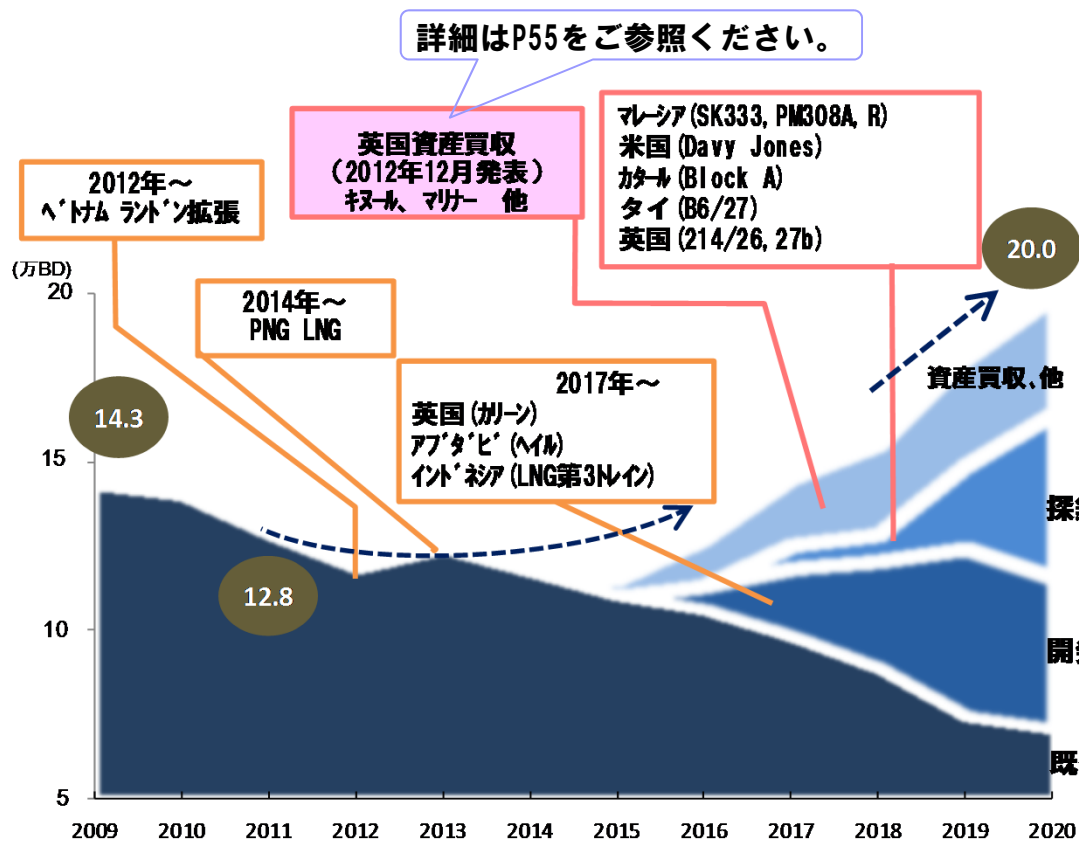 詳細はP55をご参照ください。
英国資産買収
(2012年12月発表)
ｷﾇｰﾙ、ﾏﾘﾅｰ 他
ﾏﾚｰｼｱ(SK333, PM308A, R)
米国(Davy Jones)
ｶﾀｰﾙ(Block A)
タイ(B6/27)
英国(214/26, 27b)
2012年～
ﾍﾞﾄﾅﾑ ﾗﾝﾄﾞﾝ拡張
(万BD)
20
20.0
2014年～
PNG LNG
2017年～
英国(ｶﾘｰﾝ)
ｱﾌﾞﾀﾞﾋﾞ(ﾍｲﾙ)
ｲﾝﾄﾞﾈｼｱ(LNG第3ﾄﾚｲﾝ)
資産買収、他
14.3
15
12.8
10
開
既
5
2009 2010 2011 2012 2013 2014 2015 2016 2017 2018 2019 2020